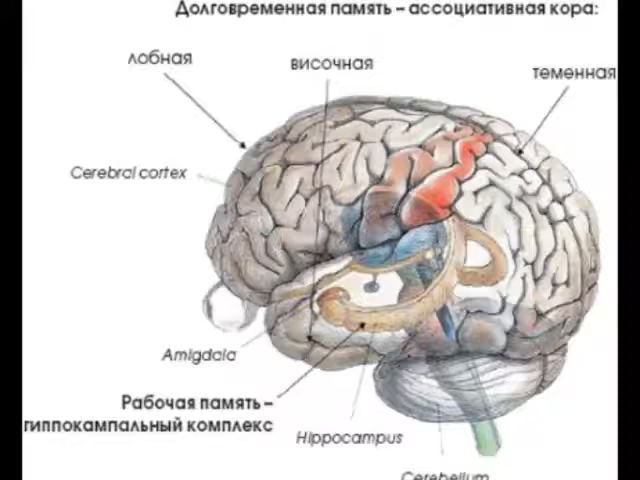 Долговременная память – ассоциативная кора:
лобная
височная
теменная
Cerebral cortex
Amigdala
Рабочая память –
гиппокампальный комплекс
Hippocampus
Cerebellum